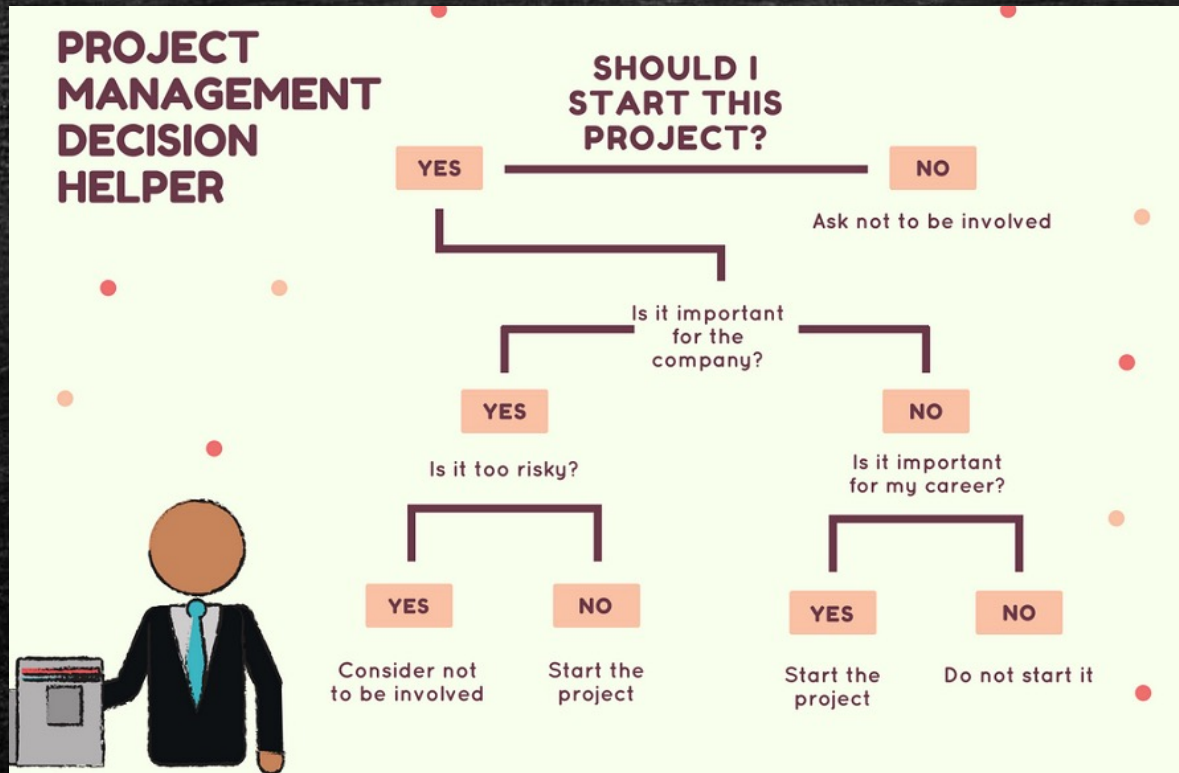 PROJECT
MANAGEMENT
DECISION
HELPER
SHOULD I
START THIS
PROJECT?
YES
NO
Ask not to be involved
Is it important
for the
company?
YES
NO
Is it too risky?
Is it important
for my career?
YES
NO
YES
NO
Consider not
to be involved
Start the
project
Start the
project
Do not start it